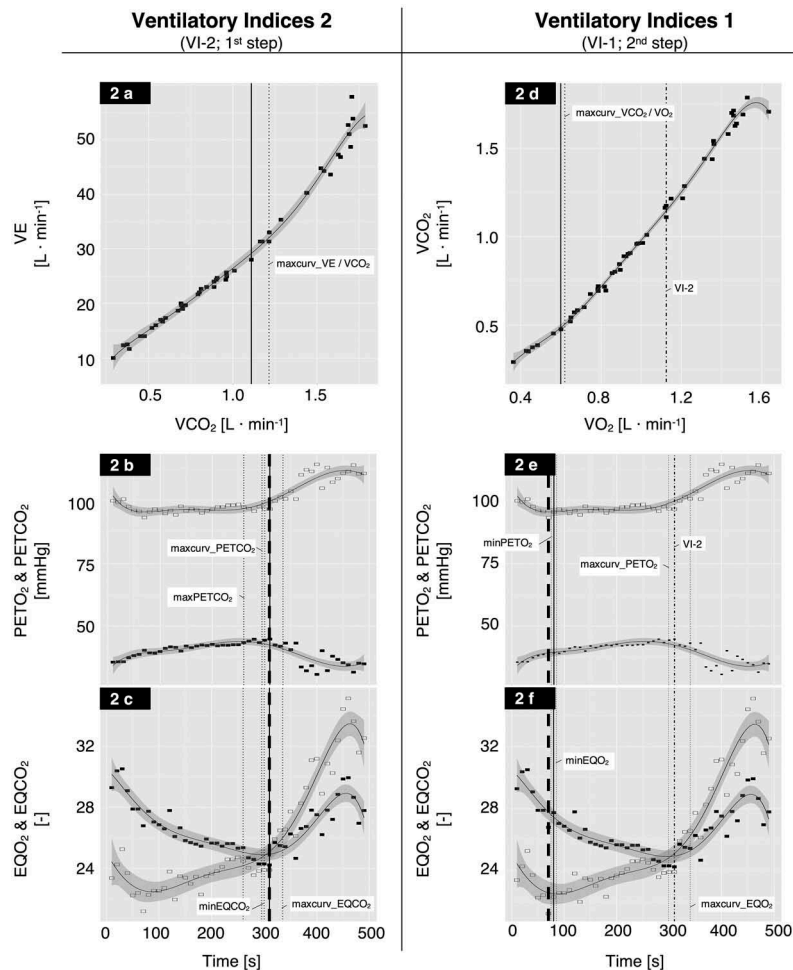 Ventilatory Indices 2
(VI-2; 1st step)
Ventilatory Indices 1
(VI-1; 2nd step)
2 a
VE
[L · min-1]
50
40
30
20
10
maxcurv_VE / VCO2
0.5
1.0
1.5
VCO2 [L · min-1]
2 d
VCO2
[L · min-1]
1.5
1.0
0.5
maxcurv_VCO2 / VO2
VI-2
0.4
0.8
1.2
1.6
VO2 [L · min-1]
2 b
PETO2 & PETCO2
[mmHg]
100
75
50
maxcurv_PETCO2
maxPETCO2
2 e
PETO2 & PETCO2
[mmHg]
100
75
50
minPETO2
VI-2
maxcurv_PETO2
2 c
EQO2 & EQCO2
[-]
32
28
24
minEQCO2
maxcurv_EQCO2
0
100
200
300
400
500
Time [s]
2 f
EQO2 & EQCO2
[-]
32
28
24
minEQO2
maxcurv_EQO2
0
100
200
300
400
500
Time [s]